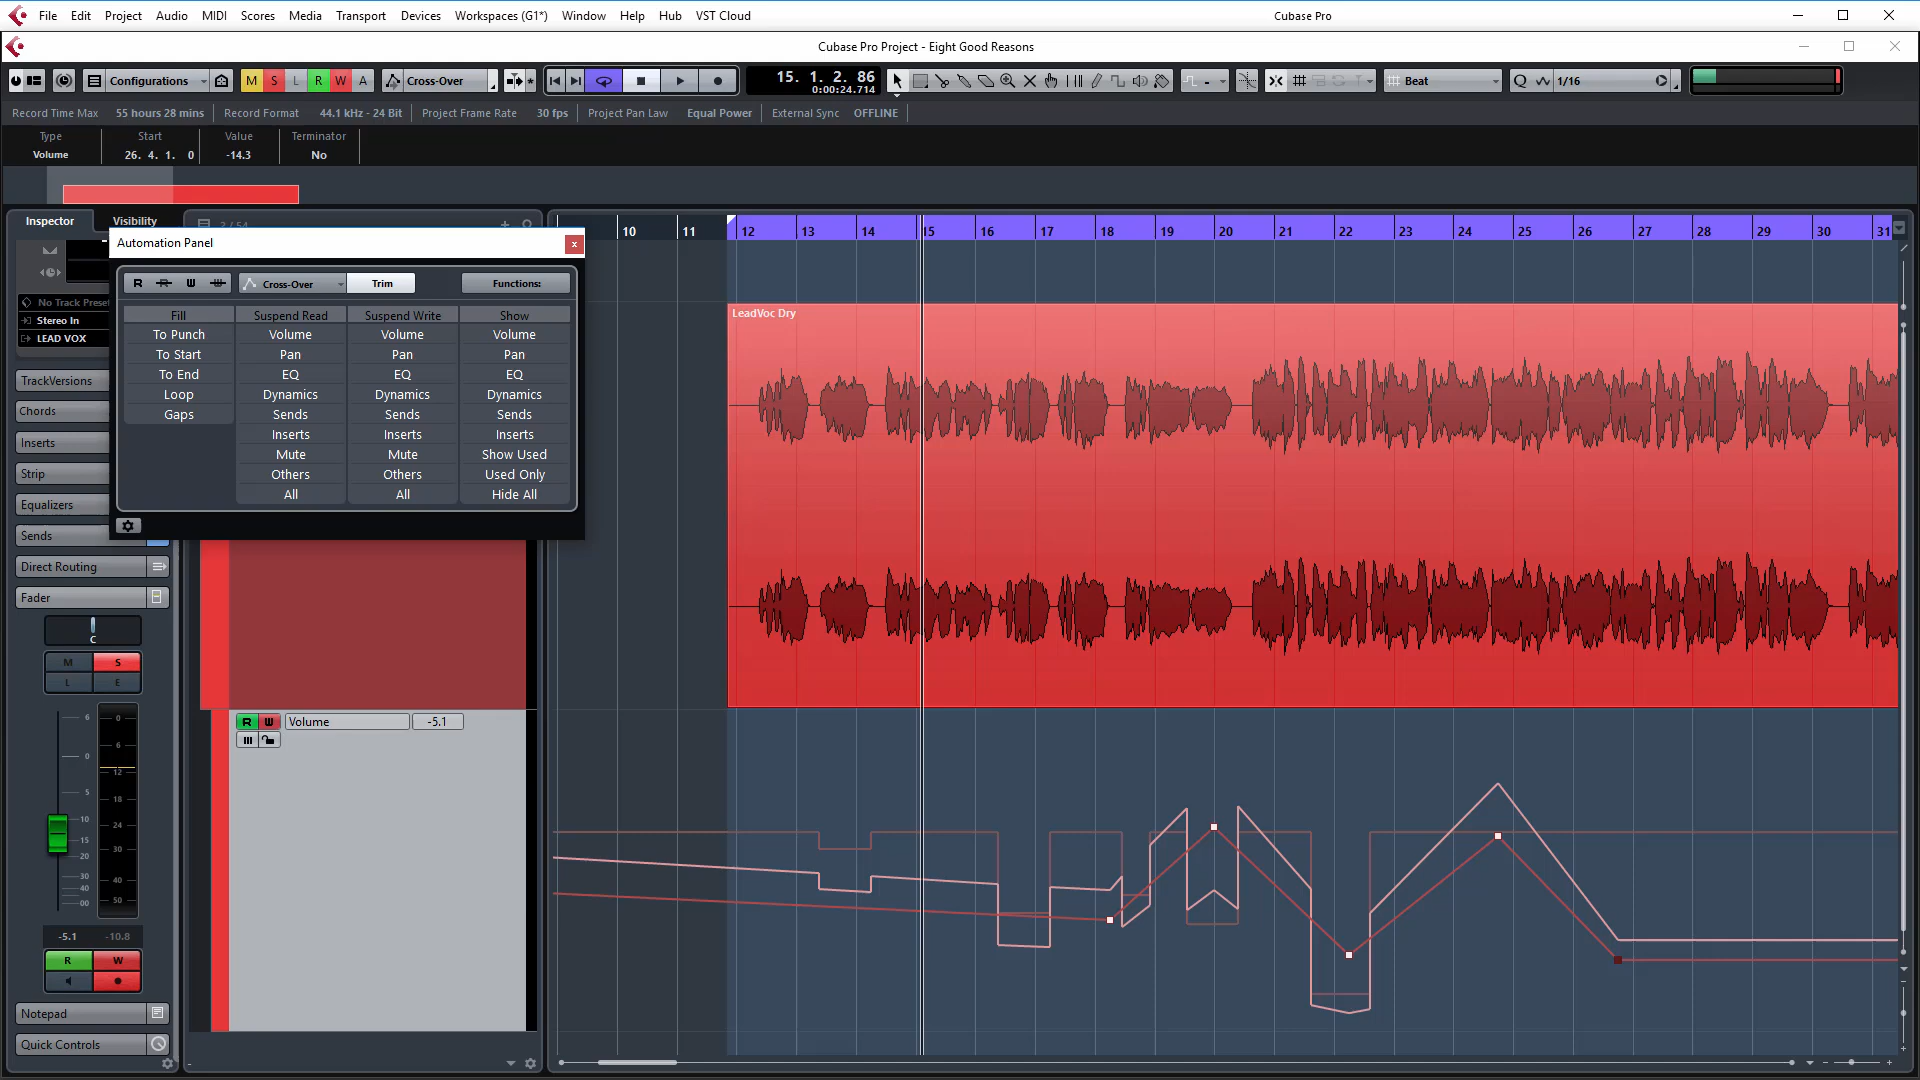 File Edit Project Audio MIDI Scores Media Transport Devices Workspaces (G1*) Window Help Hub VST Cloud Cubase Pro
Cubase Pro Project - Eight Good Reasons
Configurations M S L R W A Cross-Over 15. 1. 2. 86 Beat Q 1/16
0:00:24.714
Record Time Max 55 hours 28 mins Record Format 44.1 kHz - 24 Bit Project Frame Rate 30 fps Project Pan Law Equal Power External Sync OFFLINE
Type Start Value Terminator
Volume 26. 4. 1. 0 -14.3 No
Inspector Visibility 2 / 54
10 11 12 13 14 15 16 17 18 19 20 21 22 23 24 25 26 27 28 29 30 31
Automation Panel x
R R W W Cross-Over Trim Functions:
Fill Suspend Read Suspend Write Show
To Punch Volume Volume Volume
To Start Pan Pan Pan
To End EQ EQ EQ
Loop Dynamics Dynamics Dynamics
Gaps Sends Sends Sends
Inserts Inserts Inserts
Mute Mute Show Used
Others Others Used Only
All All Hide All
No Track Preset
Stereo In
LEAD VOX
TrackVersions
Chords
Inserts
Strip
Equalizers
Sends
Direct Routing
Fader
C
M S
L E
6 0
0 6
5 12
10 18
15 24
20 30
30 40
40 50
00
-5.1 -10.8
R W
Notepad
Quick Controls
R W Volume -5.1
LeadVoc Dry